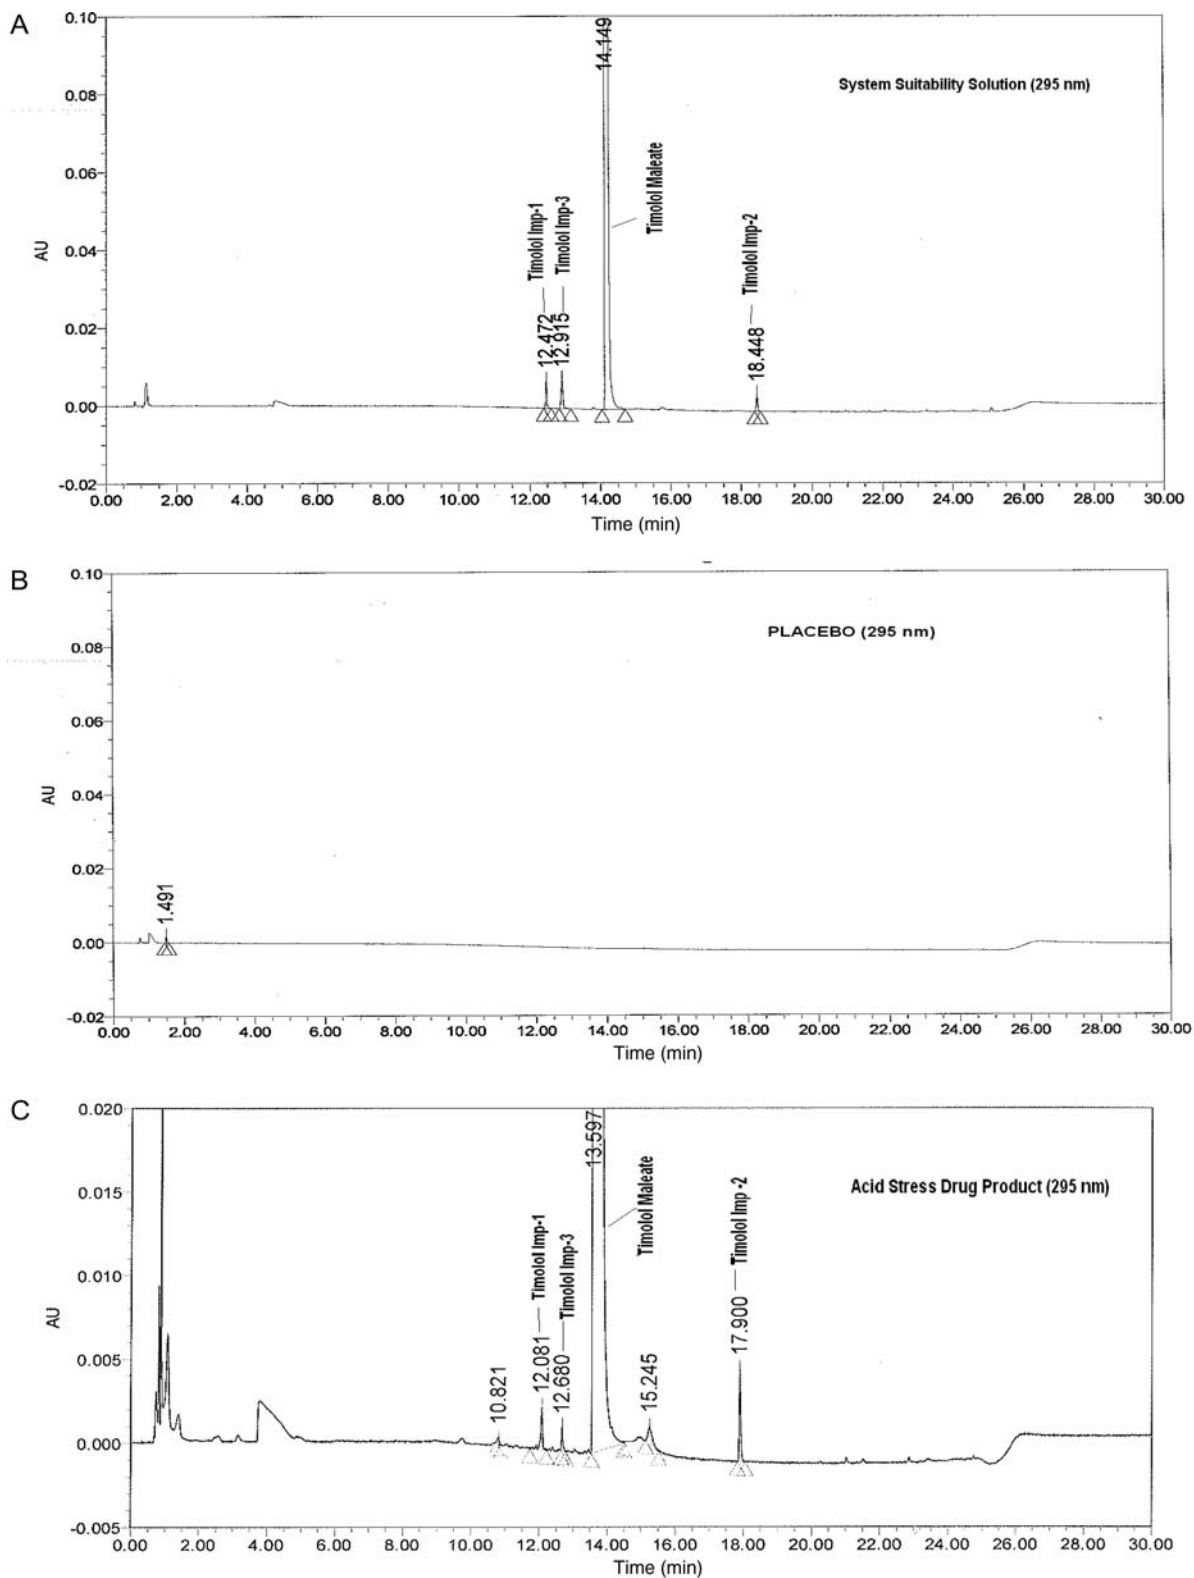 A
0.10
0.08
0.06
0.04
0.02
0.00
-0.02
AU
14.149
System Suitability Solution (295 nm)
Timolol Maleate
Timolol Imp-1
Timolol Imp-3
Timolol Imp-2
12.472
12.915
18.448
0.00 2.00 4.00 6.00 8.00 10.00 12.00 14.00 16.00 18.00 20.00 22.00 24.00 26.00 28.00 30.00
Time (min)
B
0.10
0.08
0.06
0.04
0.02
0.00
-0.02
AU
PLACEBO (295 nm)
1.491
0.00 2.00 4.00 6.00 8.00 10.00 12.00 14.00 16.00 18.00 20.00 22.00 24.00 26.00 28.00 30.00
Time (min)
C
0.020
0.015
0.010
0.005
0.000
-0.005
AU
13.597
Acid Stress Drug Product (295 nm)
Timolol Maleate
10.821
12.081 Timolol Imp-1
12.680 Timolol Imp-3
15.245
17.900 Timolol Imp -2
0.00 2.00 4.00 6.00 8.00 10.00 12.00 14.00 16.00 18.00 20.00 22.00 24.00 26.00 28.00 30.00
Time (min)